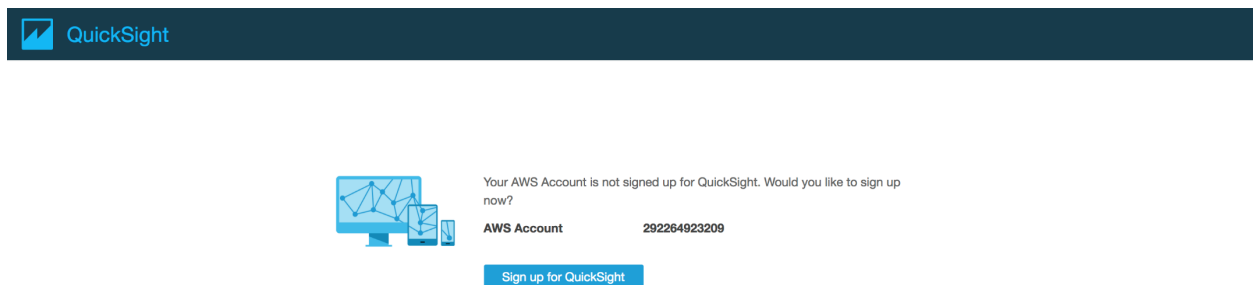 QuickSight
Your AWS Account is not signed up for QuickSight. Would you like to sign up
now?
AWS Account 292264923209
Sign up for QuickSight